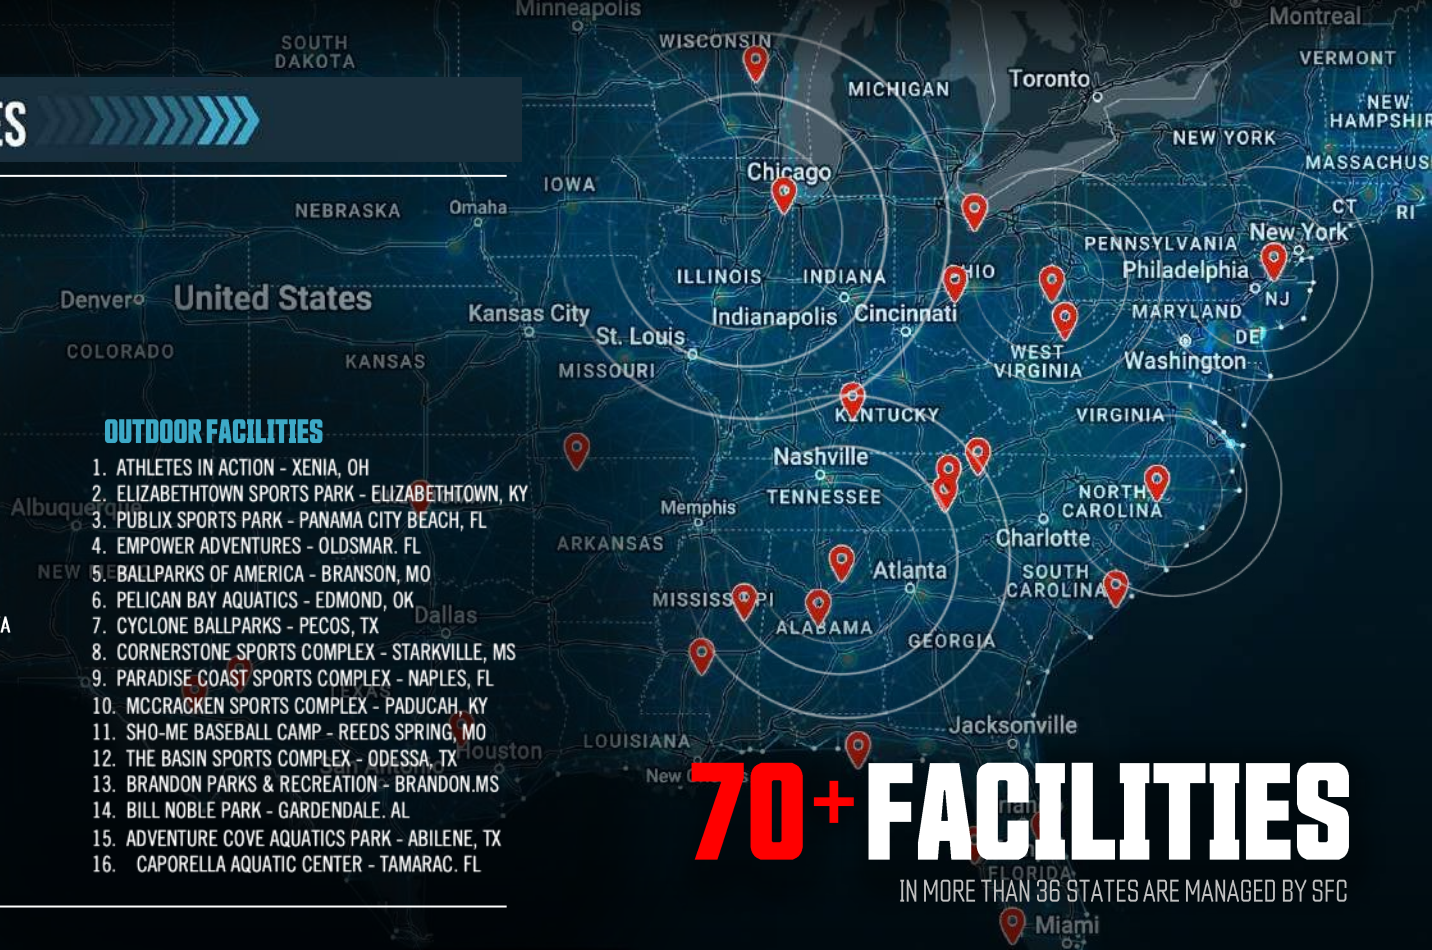 Minneapolis
Montreal
WISCONSIN
SOUTH
DAKOTA
VERMONT
MICHIGAN
Toronto
NEW
HAMPSHIR
ES
NEW YORK
MASSACHUS
Chicago
IOWA
NEBRASKA
Omaha
CT
RI
New York
PENNSYLVANIA
Philadelphia
ILLINOIS
INDIANA
HIO
NJ
Denver
United States
Kansas City
Indianapolis
Cincinnati
MARYLAND
St. Louis
DE
COLORADO
KANSAS
MISSOURI
WEST
VIRGINIA
Washington
KENTUCKY
VIRGINIA
OUTDOOR FACILITIES
1. ATHLETES IN ACTION - XENIA, OH
2. ELIZABETHTOWN SPORTS PARK - ELIZABETHTOWN, KY
3. PUBLIX SPORTS PARK - PANAMA CITY BEACH, FL
4. EMPOWER ADVENTURES - OLDSMAR. FL
5. BALLPARKS OF AMERICA - BRANSON, MO
6. PELICAN BAY AQUATICS - EDMOND, OK
7. CYCLONE BALLPARKS - PECOS, TX
8. CORNERSTONE SPORTS COMPLEX - STARKVILLE, MS
9. PARADISE COAST SPORTS COMPLEX - NAPLES, FL
10. MCCRACKEN SPORTS COMPLEX - PADUCAH, KY
11. SHO-ME BASEBALL CAMP - REEDS SPRING, MO
12. THE BASIN SPORTS COMPLEX - ODESSA, TX
13. BRANDON PARKS & RECREATION - BRANDON.MS
14. BILL NOBLE PARK - GARDENDALE. AL
15. ADVENTURE COVE AQUATICS PARK - ABILENE, TX
16. CAPORELLA AQUATIC CENTER - TAMARAC. FL
A
Nashville
TENNESSEE
NORTH
CAROLINA
Albuquerque
Memphis
Charlotte
ARKANSAS
Atlanta
SOUTH
CAROLINA
NEW MEXICO
MISSISSIPPI
Dallas
ALABAMA
GEORGIA
TEXAS
Jacksonville
LOUISIANA
Houston
San Antonio
New
70+ FACILITIES
FLORIDA
IN MORE THAN 36 STATES ARE MANAGED BY SFC
Miami